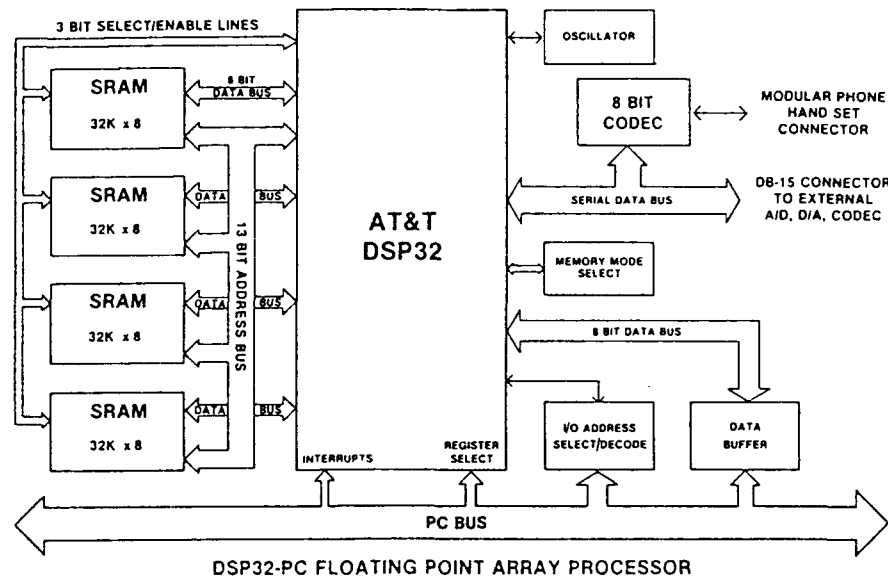 3 BIT SELECT/ENABLE LINES
SRAM
32K x 8
8 BIT
DATA BUS
SRAM
32K x 8
DATA BUS
SRAM
32K x 8
DATA BUS
SRAM
32K x 8
DATA BUS
13 BIT ADDRESS BUS
AT&T
DSP32
INTERRUPTS
REGISTER
SELECT
OSCILLATOR
8 BIT
CODEC
MODULAR PHONE
HAND SET
CONNECTOR
SERIAL DATA BUS
DB-15 CONNECTOR
TO EXTERNAL
A/D, D/A, CODEC
MEMORY MODE
SELECT
8 BIT DATA BUS
I/O ADDRESS
SELECT/DECODE
DATA
BUFFER
PC BUS
DSP32-PC FLOATING POINT ARRAY PROCESSOR